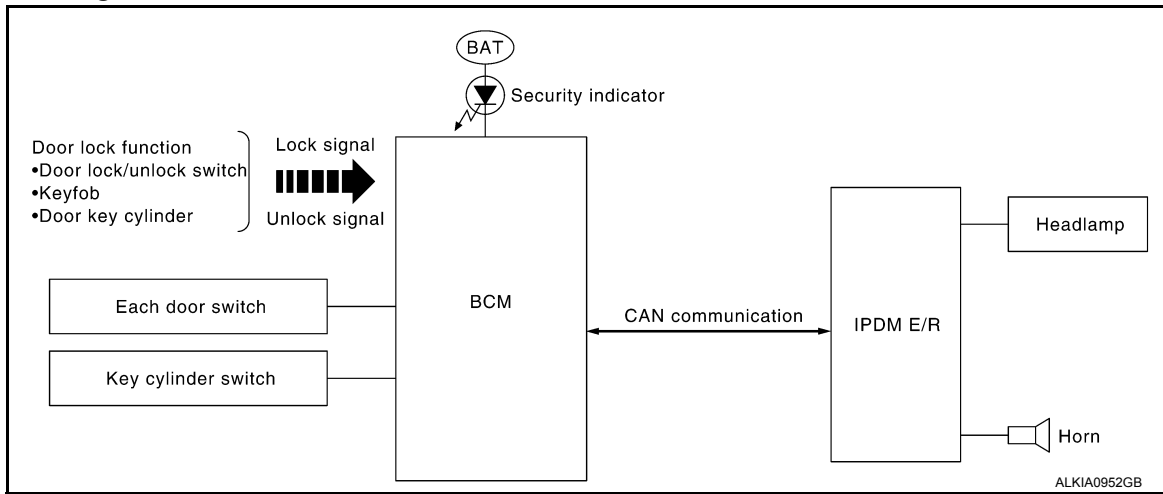 BAT
Security indicator
Door lock function
•Door lock/unlock switch
•Keyfob
•Door key cylinder
Lock signal
Unlock signal
Each door switch
Key cylinder switch
BCM
CAN communication
IPDM E/R
Headlamp
Horn
ALKIA0952GB